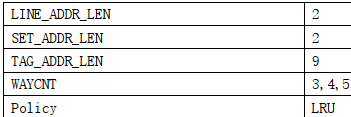 LINE_ADDR_LEN 2
SET_ADDR_LEN 2
TAG_ADDR_LEN 9
WAYCNT 3,4,5
Policy LRU